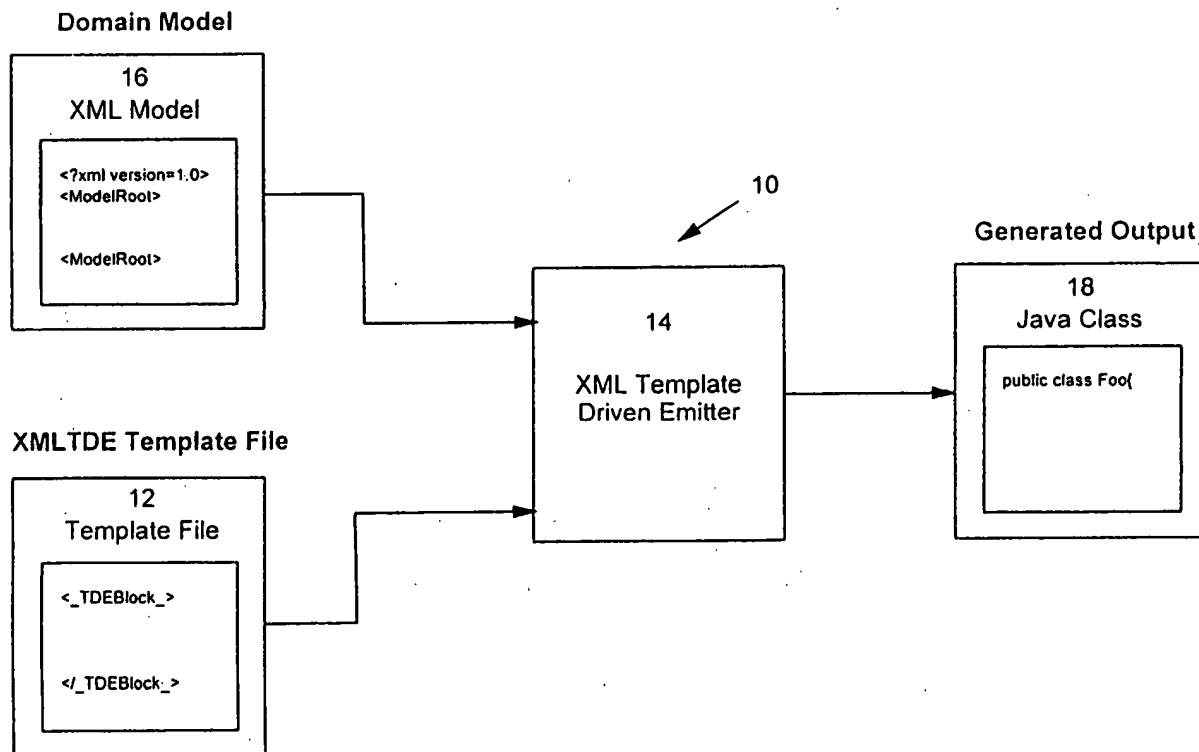 Domain Model
16
XML Model
<?xml version=1.0>
<ModelRoot>
<ModelRoot>
XMLTDE Template File
12
Template File
<_TDEBlock_>
</_TDEBlock_>
10
14
XML Template
Driven Emitter
Generated Output
18
Java Class
public class Foo{